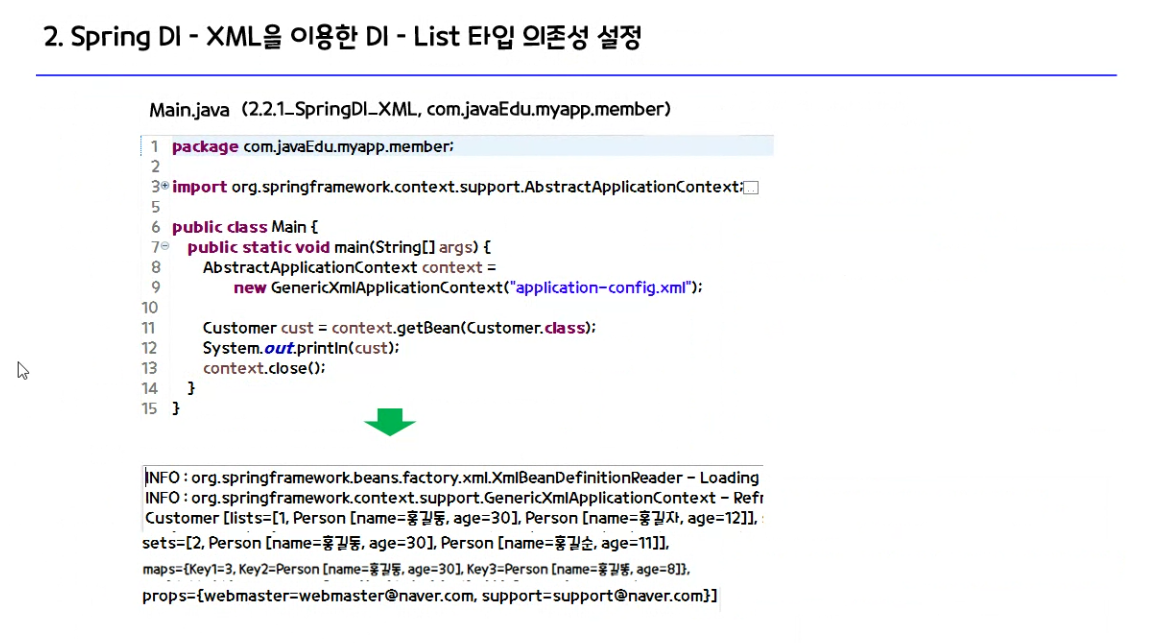 2. Spring DI - XML을 이용한 DI - List 타입 의존성 설정
Main.java (2.2.1_SpringDI_XML, com.javaEdu.myapp.member)
1 package com.javaEdu.myapp.member;
2
3 import org.springframework.context.support.AbstractApplicationContext;
5
6 public class Main {
7 public static void main(String[] args) {
8 AbstractApplicationContext context =
9 new GenericXmlApplicationContext("application-config.xml");
10
11 Customer cust = context.getBean(Customer.class);
12 System.out.println(cust);
13 context.close();
14 }
15 }
INFO : org.springframework.beans.factory.xml.XmlBeanDefinitionReader - Loading
INFO : org.springframework.context.support.GenericXmlApplicationContext - Refr
Customer [lists=[1, Person [name=홍길동, age=30], Person [name=홍길자, age=12]],
sets=[2, Person [name=홍길동, age=30], Person [name=홍길순, age=11]],
maps={Key1=3, Key2=Person [name=홍길동, age=30], Key3=Person [name=홍길똥, age=8]},
props={webmaster=webmaster@naver.com, support=support@naver.com}]